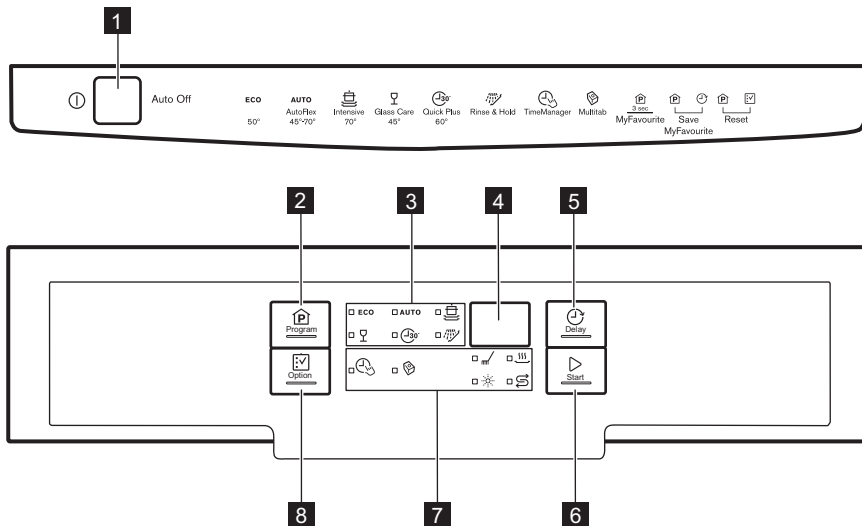 1
Auto Off
ECO
50°
AUTO
AutoFlex
45°-70°
Intensive
70°
Glass Care
45°
30'
Quick Plus
60°
Rinse & Hold
TimeManager
Multitab
P
3 sec
MyFavourite
P
Save
MyFavourite
P
Reset
2
3
4
5
P
Program
ECO
AUTO
30'
Delay
Option
Start
8
7
6